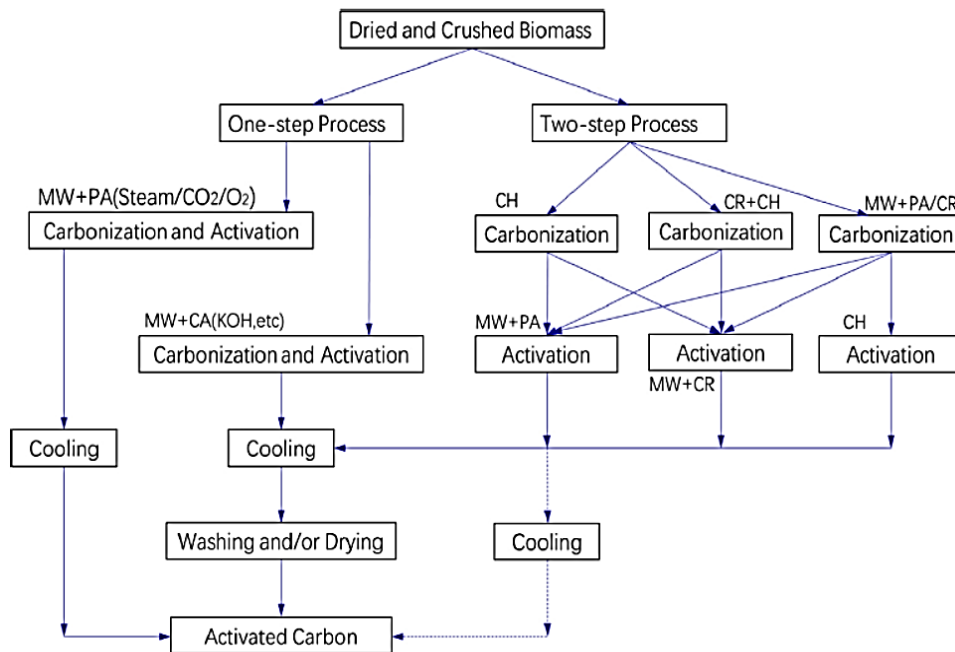 Dried and Crushed Biomass
One-step Process
Two-step Process
MW+PA(Steam/CO2/O2)
CH
CR+CH
MW+PA/CR
Carbonization and Activation
Carbonization
Carbonization
Carbonization
MW+CA(KOH,etc)
MW+PA
CH
Carbonization and Activation
Activation
Activation
Activation
MW+CR
Cooling
Cooling
Washing and/or Drying
Cooling
Activated Carbon